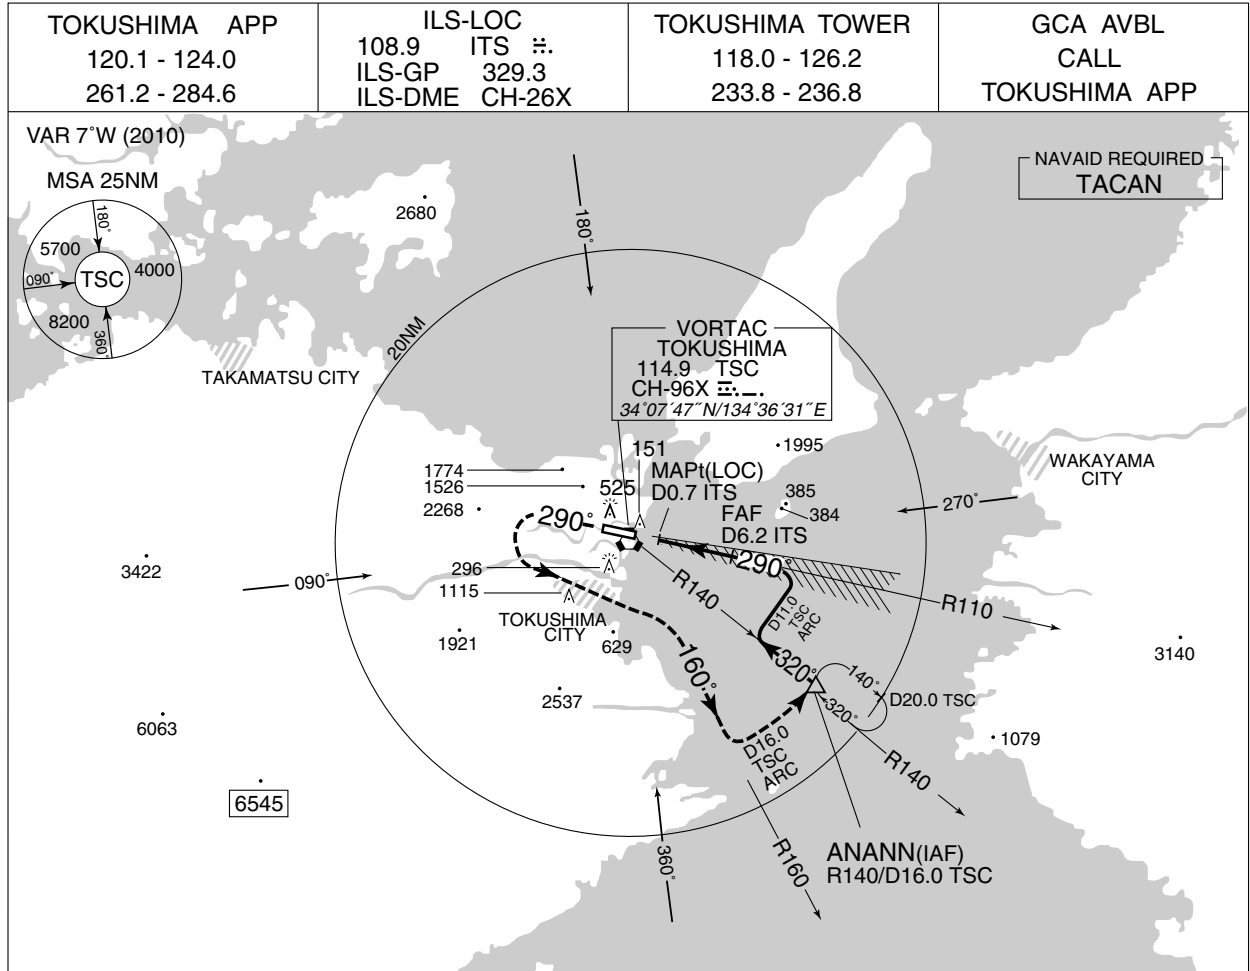 TOKUSHIMA APP
120.1 - 124.0
261.2 - 284.6
ILS-LOC
108.9 ITS
ILS-GP 329.3
ILS-DME CH-26X
TOKUSHIMA TOWER
118.0 - 126.2
233.8 - 236.8
GCA AVBL
CALL
TOKUSHIMA APP
VAR 7°W (2010)
MSA 25NM
180°
5700
4000
090°
TSC
8200
360°
NAVAID REQUIRED
TACAN
2680
180°
20NM
TAKAMATSU CITY
VORTAC
TOKUSHIMA
114.9 TSC
CH-96X
34°07′47″N/134°36′31″E
151
1995
1774
1526
2268
525
MAPt(LOC)
D0.7 ITS
385
384
FAF
D6.2 ITS
WAKAYAMA
CITY
270°
290°
290°
3422
090°
296
1115
TOKUSHIMA
CITY
R140
D11.0
TSC
ARC
R110
1921
629
3140
160°
320°
140°
320°
D20.0 TSC
2537
6063
D16.0
TSC
ARC
1079
R140
6545
360°
R160
ANANN(IAF)
R140/D16.0 TSC